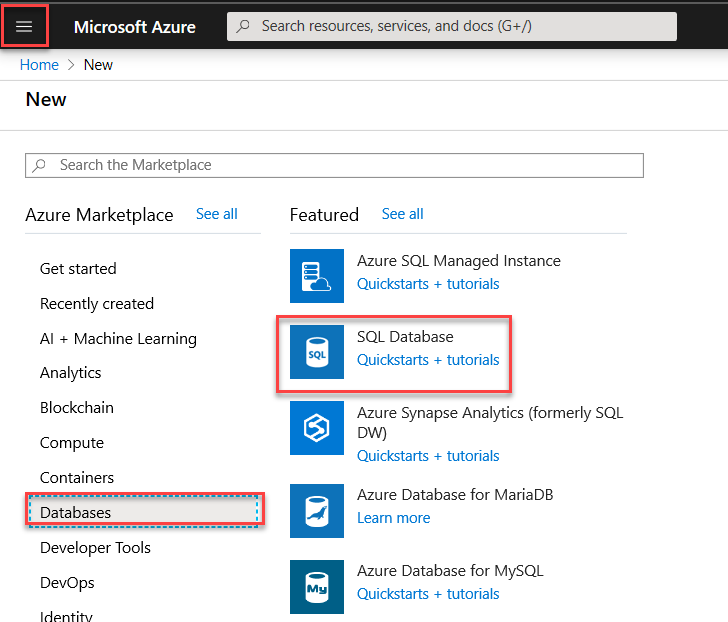 Microsoft Azure
Search resources, services, and docs (G+/)
Home > New
New
Search the Marketplace
Azure Marketplace See all
Get started
Recently created
AI + Machine Learning
Analytics
Blockchain
Compute
Containers
Databases
Developer Tools
DevOps
Identity
Featured See all
Azure SQL Managed Instance
Quickstarts + tutorials
SQL
SQL Database
Quickstarts + tutorials
Azure Synapse Analytics (formerly SQL
DW)
Quickstarts + tutorials
Azure Database for MariaDB
Learn more
My
Azure Database for MySQL
Quickstarts + tutorials